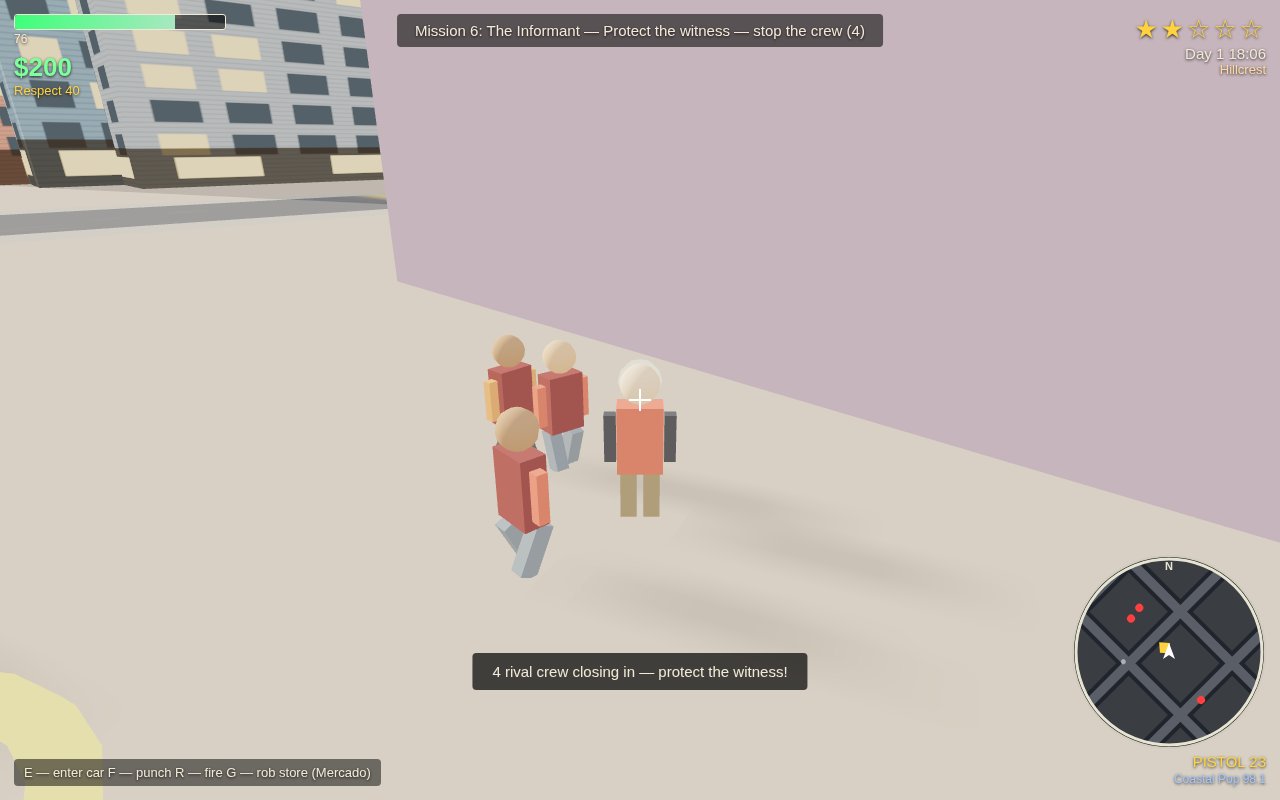 76
$200
Respect 40
Mission 6: The Informant — Protect the witness — stop the crew (4)
★★☆☆☆
Day 1 18:06
Hillcrest
4 rival crew closing in — protect the witness!
E — enter car F — punch R — fire G — rob store (Mercado)
N
PISTOL 23
Coastal Pop 98.1